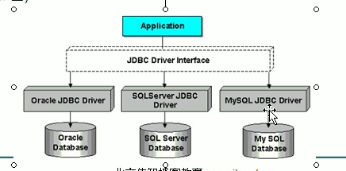 Application
JDBC Driver Interface
Oracle JDBC Driver
SQLServer JDBC
Driver
MySQL JDBC Driver
Oracle
Database
SQL Server
Database
My SQL
Database